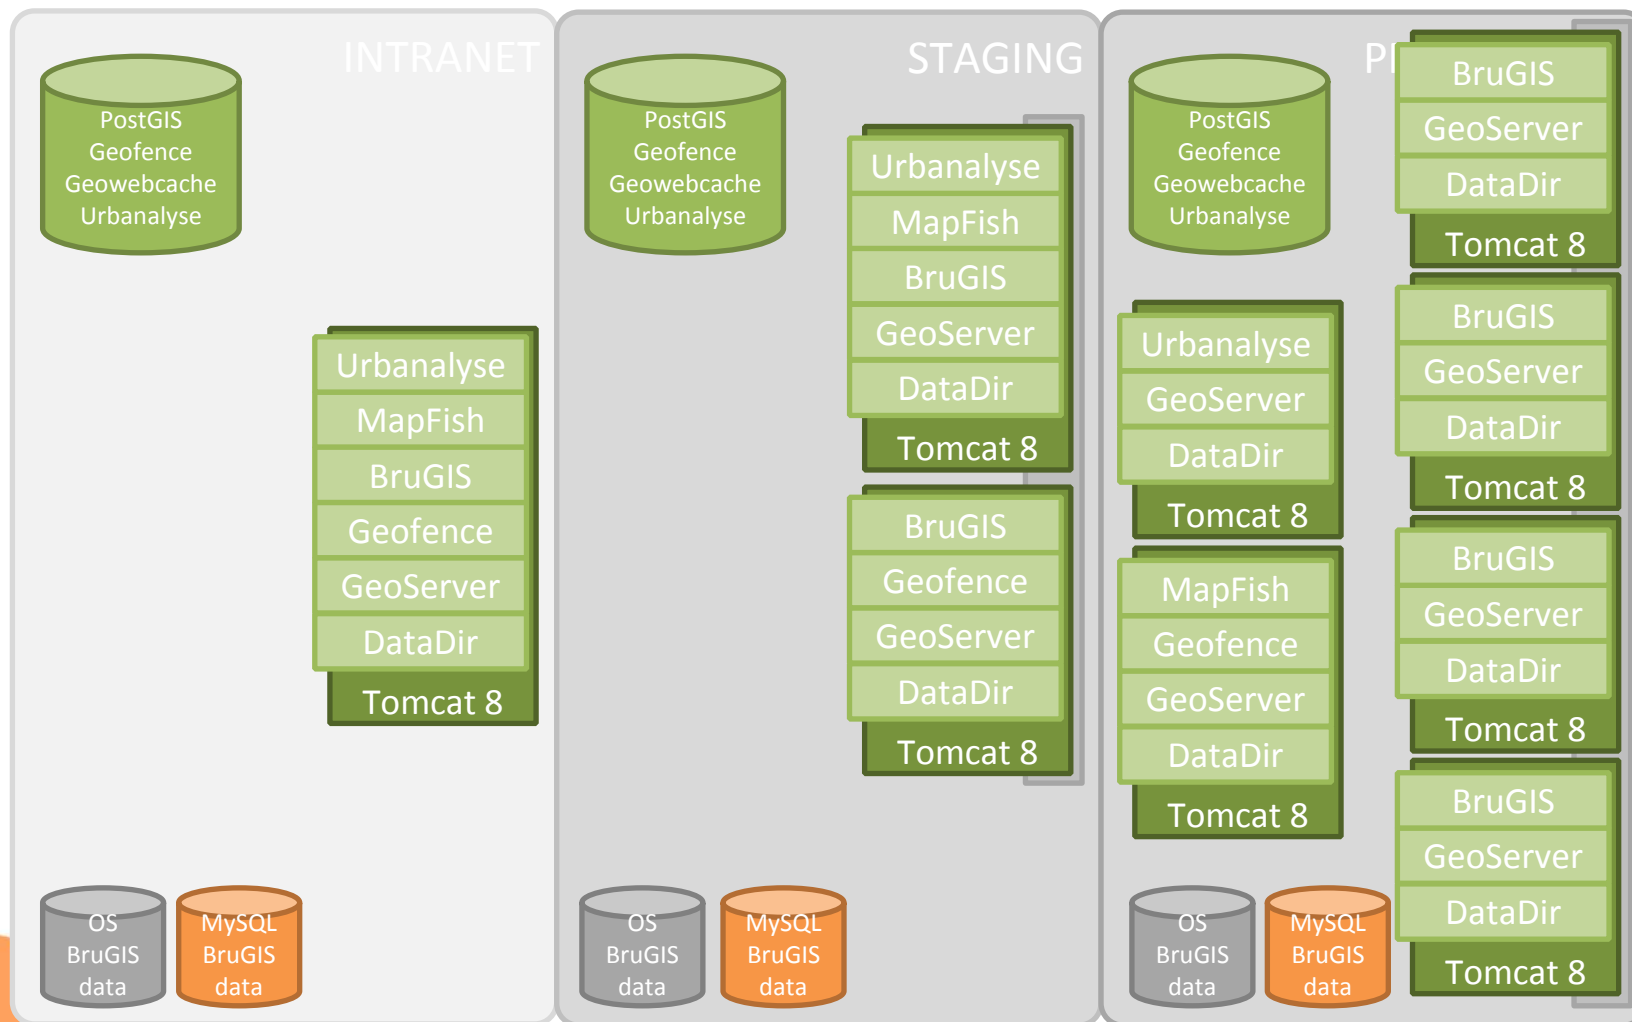 INTRANET
PostGIS
Geofence
Geowebcache
Urbanalyse
Urbanalyse
MapFish
BruGIS
Geofence
GeoServer
DataDir
Tomcat 8
OS
BruGIS
data
MySQL
BruGIS
data
STAGING
PostGIS
Geofence
Geowebcache
Urbanalyse
Urbanalyse
MapFish
BruGIS
GeoServer
DataDir
Tomcat 8
BruGIS
Geofence
GeoServer
DataDir
Tomcat 8
OS
BruGIS
data
MySQL
BruGIS
data
PostGIS
Geofence
Geowebcache
Urbanalyse
Urbanalyse
GeoServer
DataDir
Tomcat 8
MapFish
Geofence
GeoServer
DataDir
Tomcat 8
OS
BruGIS
data
MySQL
BruGIS
data
BruGIS
GeoServer
DataDir
Tomcat 8
BruGIS
GeoServer
DataDir
Tomcat 8
BruGIS
GeoServer
DataDir
Tomcat 8
BruGIS
GeoServer
DataDir
Tomcat 8